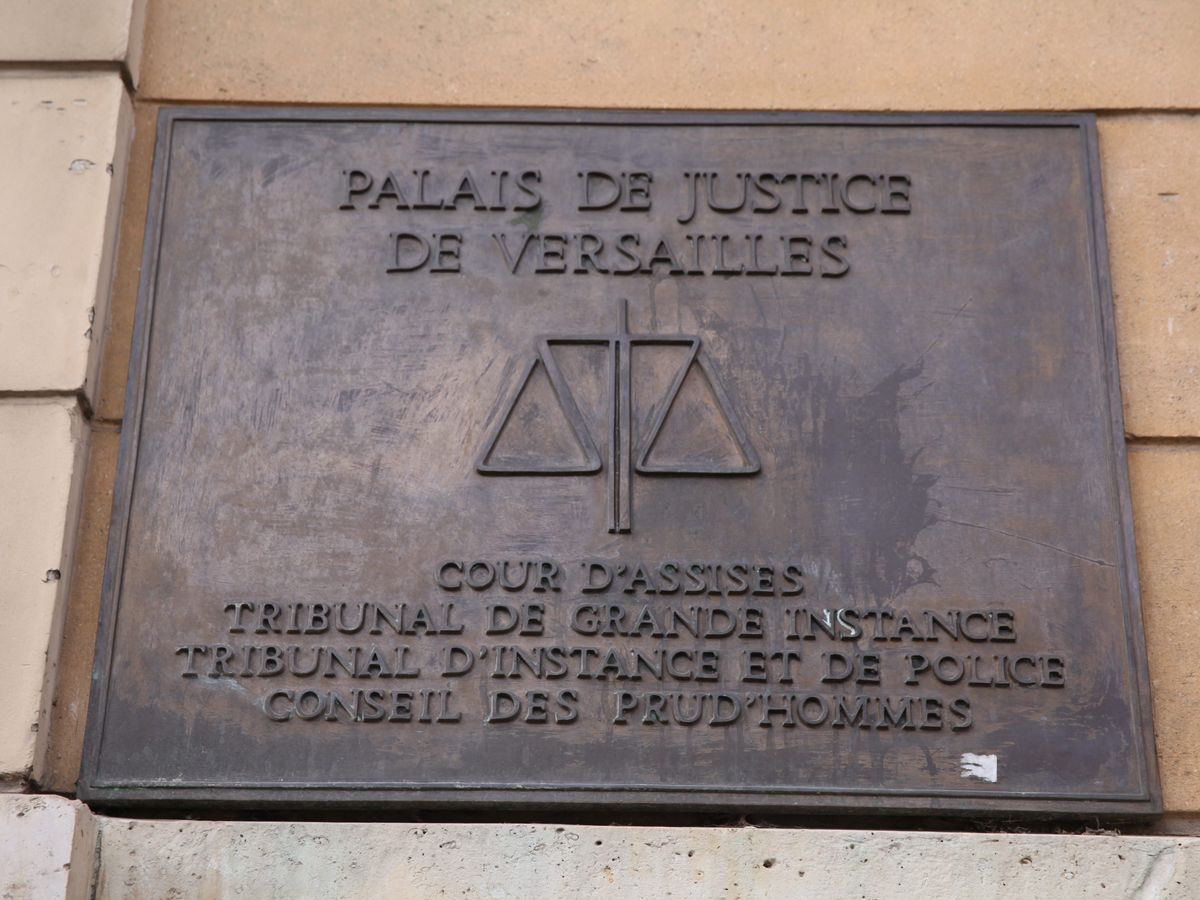 PALAIS DE JUSTICE
DE VERSAILLES
COUR D'ASSISES
TRIBUNAL DE GRANDE INSTANCE
TRIBUNAL D'INSTANCE ET DE POLICE
CONSEIL DES PRUD'HOMMES